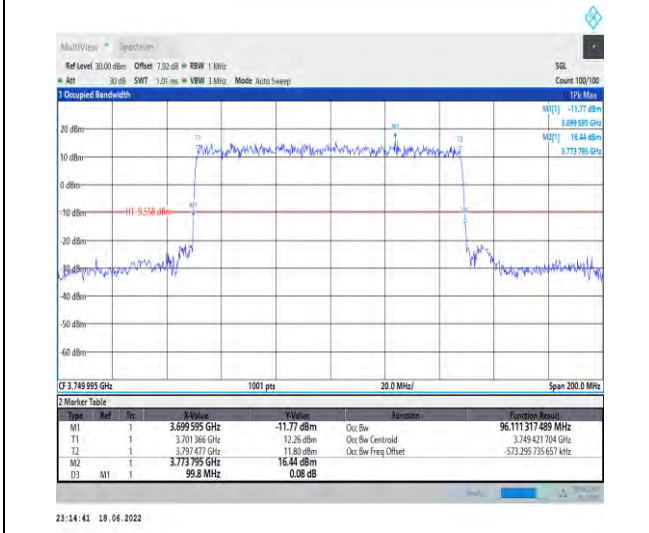 MultiView Spectrum
Ref Level 30.00 dBm Offset 7.92 dB RBW 1 MHz SGL
Att 30 dB SWT 1.01 ms VBW 3 MHz Mode Auto Sweep Count 100/100
1 Occupied Bandwidth 1Pk Max
M1[1] -11.77 dBm
3.699 595 GHz
M2[1] 16.44 dBm
3.773 795 GHz
20 dBm
T1 M2 T2
10 dBm
0 dBm
M1
-10 dBm H1 -9.558 dBm
-20 dBm
-30 dBm
-40 dBm
-50 dBm
-60 dBm
CF 3.749 995 GHz 1001 pts 20.0 MHz/ Span 200.0 MHz
2 Marker Table
Type Ref Trc X-Value Y-Value Function Function Result
M1 1 3.699 595 GHz -11.77 dBm Occ Bw 96.111 317 489 MHz
T1 1 3.701 366 GHz 12.26 dBm Occ Bw Centroid 3.749 421 704 GHz
T2 1 3.797 477 GHz 11.80 dBm Occ Bw Freq Offset -573.295 735 657 kHz
M2 1 3.773 795 GHz 16.44 dBm
D3 M1 1 99.8 MHz 0.08 dB
23:14:41 18.06.2022